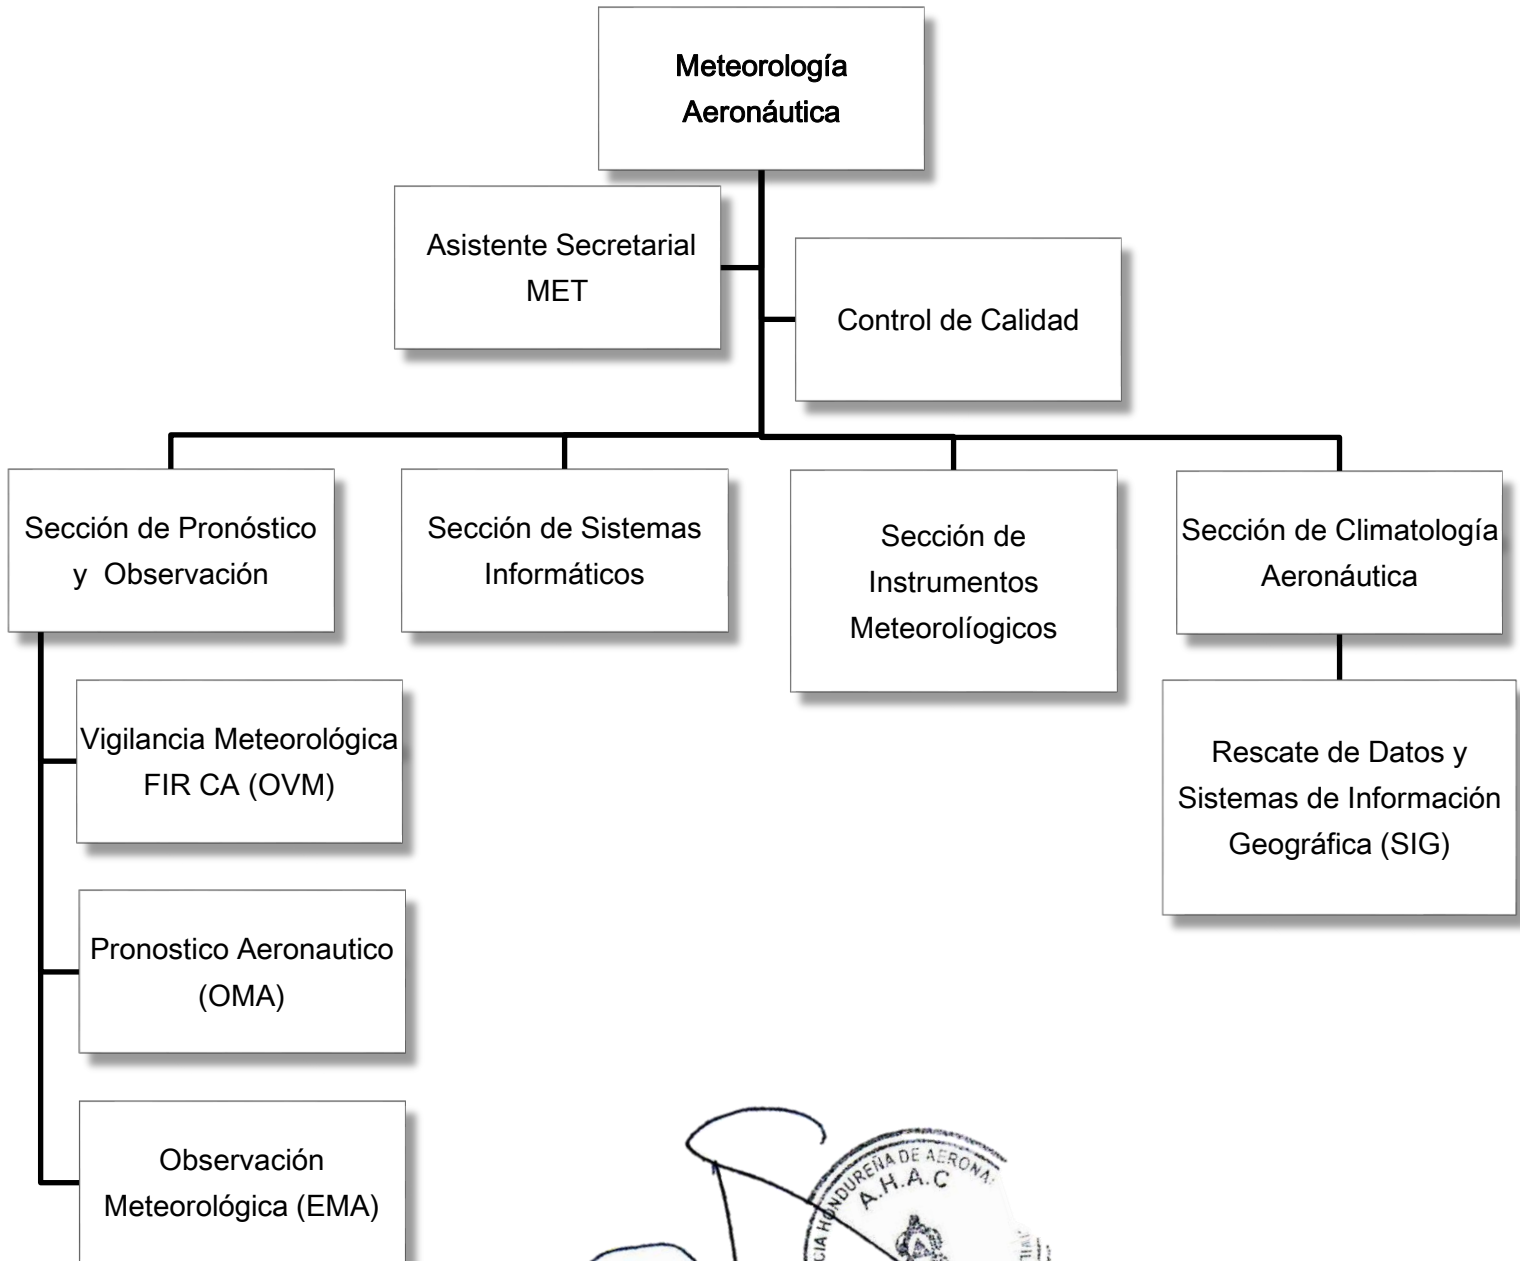 Meteorología
Aeronáutica
Asistente Secretarial
MET
Control de Calidad
Sección de Pronóstico
y Observación
Sección de Sistemas
Informáticos
Sección de
Instrumentos
Meteorolíogicos
Sección de Climatología
Aeronáutica
Vigilancia Meteorológica
FIR CA (OVM)
Rescate de Datos y
Sistemas de Información
Geográfica (SIG)
Pronostico Aeronautico
(OMA)
Observación
Meteorológica (EMA)
HONDUREÑA DE
A.H.A.C